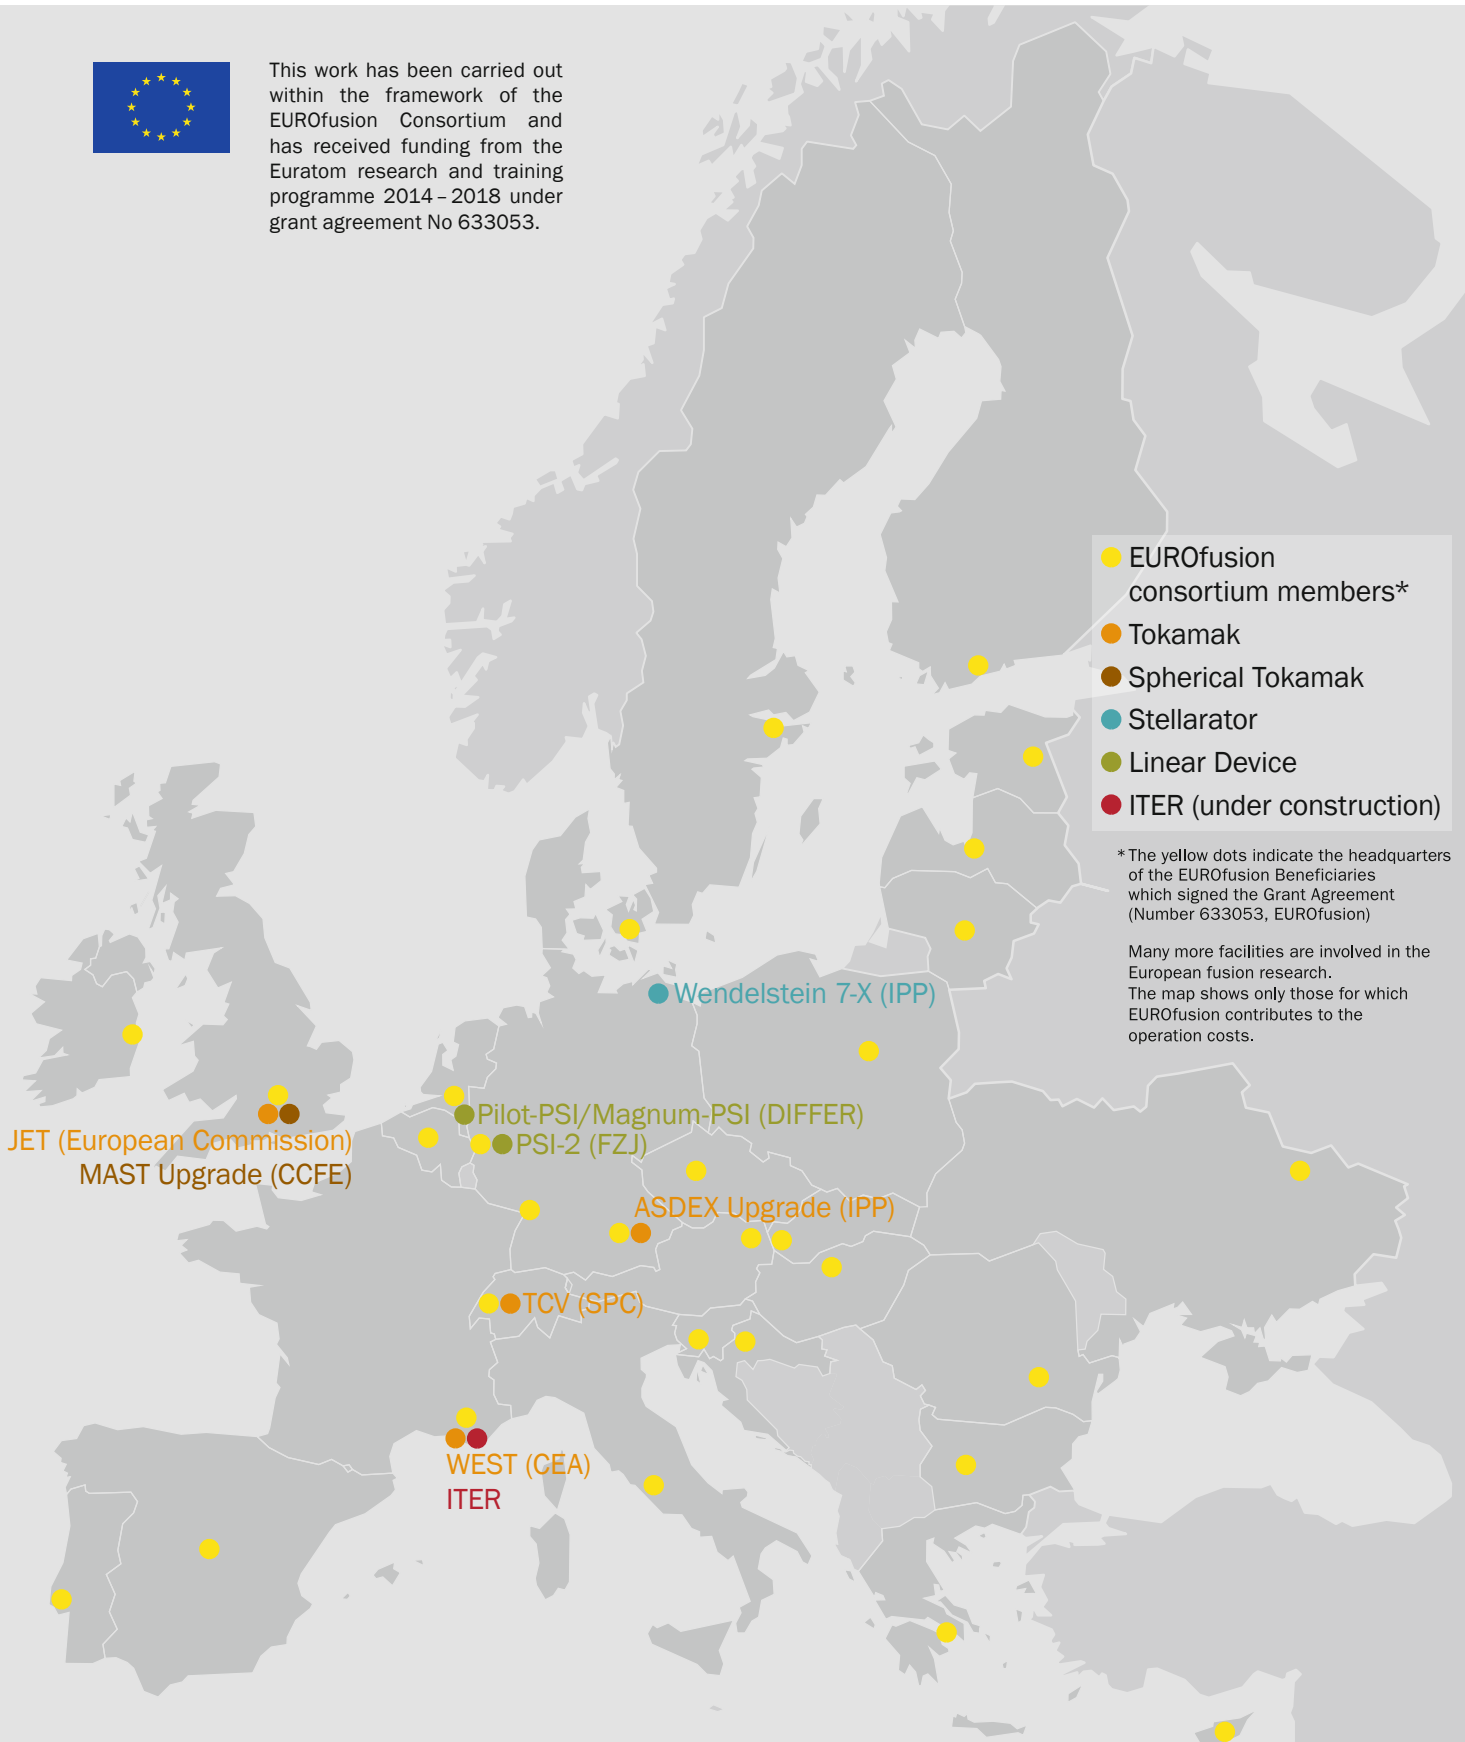 This work has been carried out
within the framework of the
EUROfusion Consortium and
has received funding from the
Euratom research and training
programme 2014 – 2018 under
grant agreement No 633053.
EUROfusion
consortium members*
Tokamak
Spherical Tokamak
Stellarator
Linear Device
ITER (under construction)
* The yellow dots indicate the headquarters
of the EUROfusion Beneficiaries
which signed the Grant Agreement
(Number 633053, EUROfusion)
Many more facilities are involved in the
European fusion research.
The map shows only those for which
EUROfusion contributes to the
operation costs.
Wendelstein 7-X (IPP)
Pilot-PSI/Magnum-PSI (DIFFER)
JET (European Commission)
PSI-2 (FZJ)
MAST Upgrade (CCFE)
ASDEX Upgrade (IPP)
TCV (SPC)
WEST (CEA)
ITER